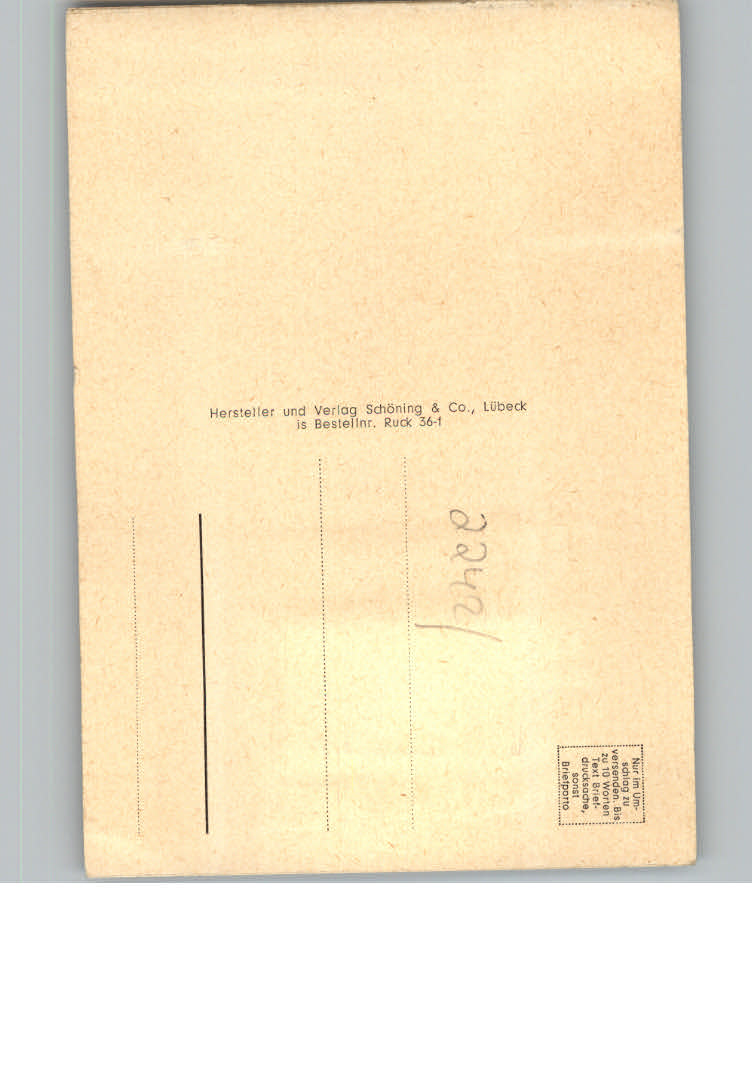 Hersteller und Verlag Schöning & Co., Lübeck
is Bestellnr. Ruck 36-f
2242/
Nur im Um-
schlag zu
versenden. Bis
zu 10 Worten
Text Brief-
drucksache,
sonst
Briefporto